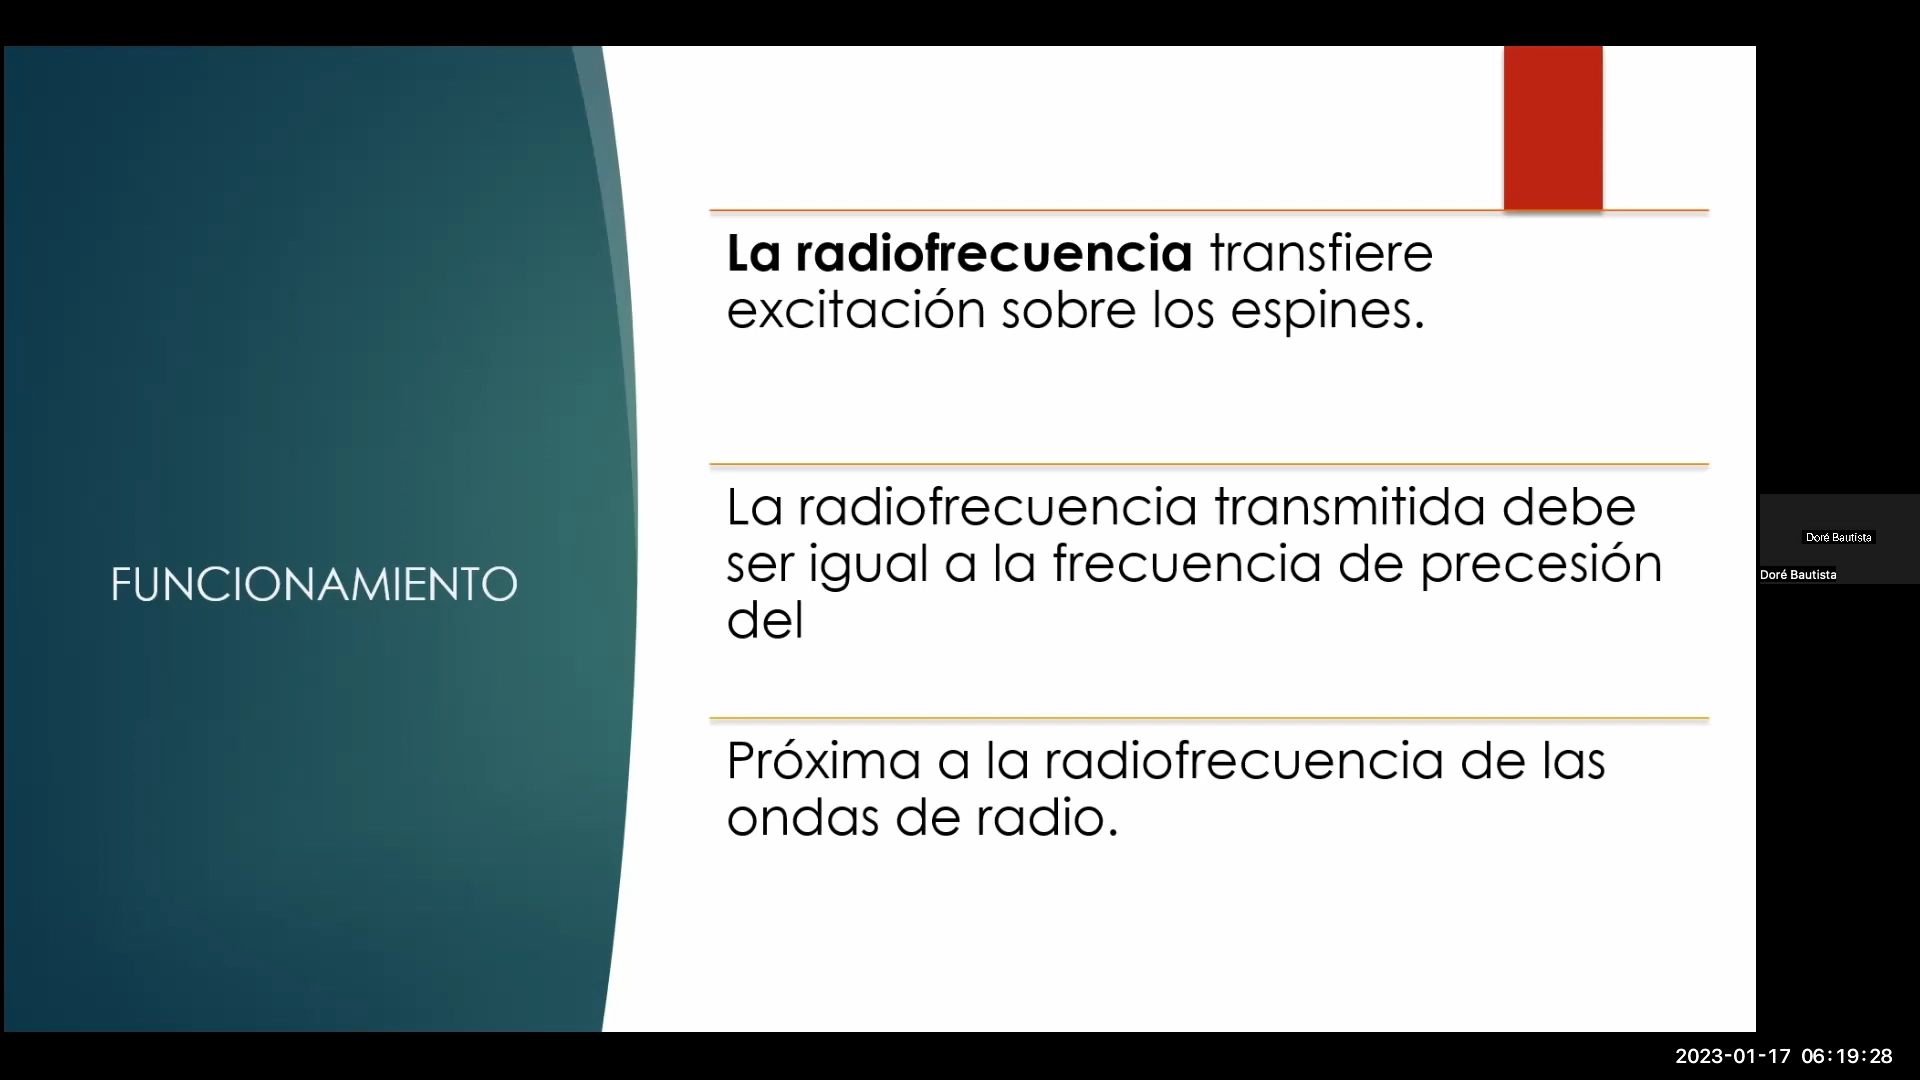 FUNCIONAMIENTO
La radiofrecuencia transfiere
excitación sobre los espines.
La radiofrecuencia transmitida debe
ser igual a la frecuencia de precesión
del
Próxima a la radiofrecuencia de las
ondas de radio.
Doré Bautista
Doré Bautista
2023-01-17 06:19:28